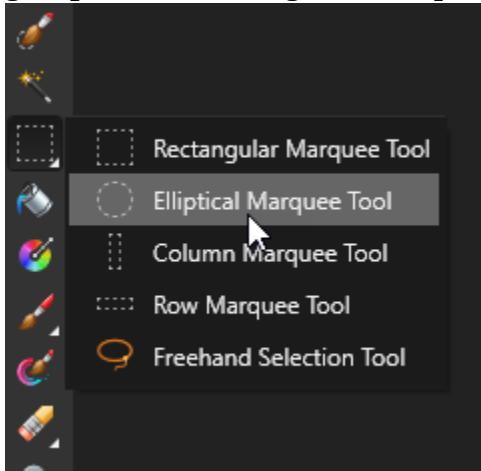 Rectangular Marquee Tool
Elliptical Marquee Tool
Column Marquee Tool
Row Marquee Tool
Freehand Selection Tool